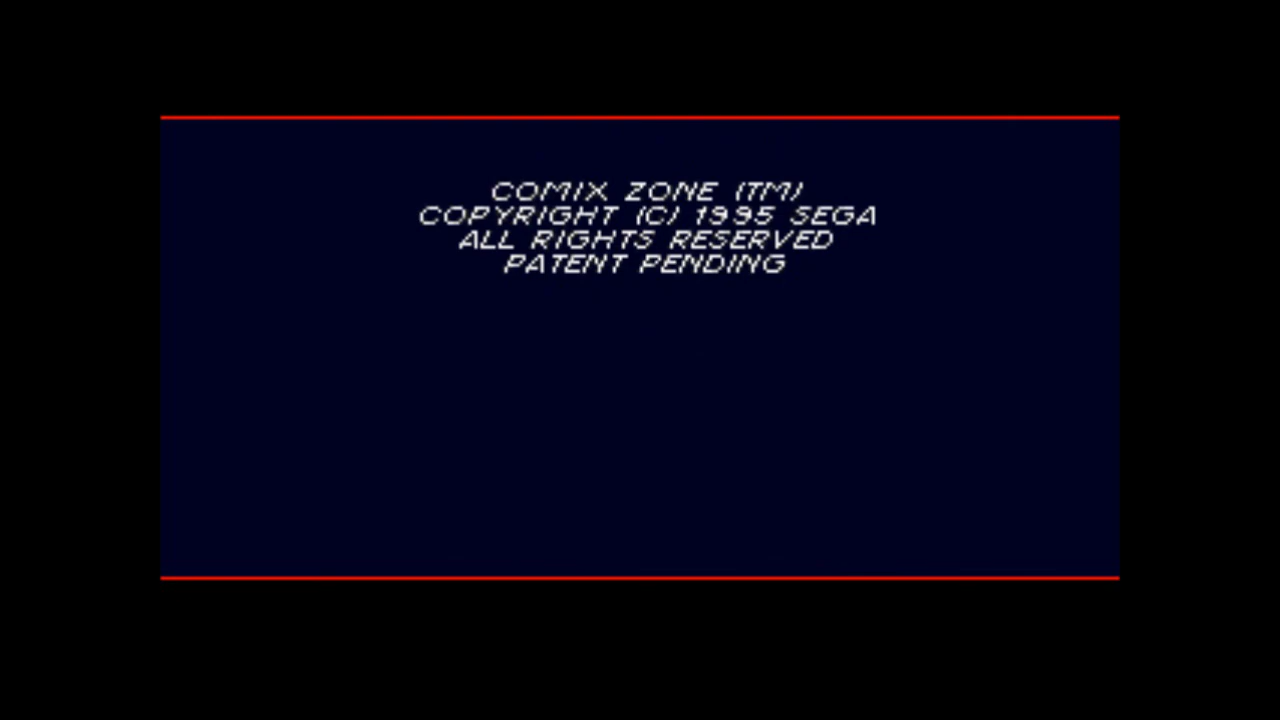 COMIX ZONE (TM)
COPYRIGHT (C) 1995 SEGA
ALL RIGHTS RESERVED
PATENT PENDING